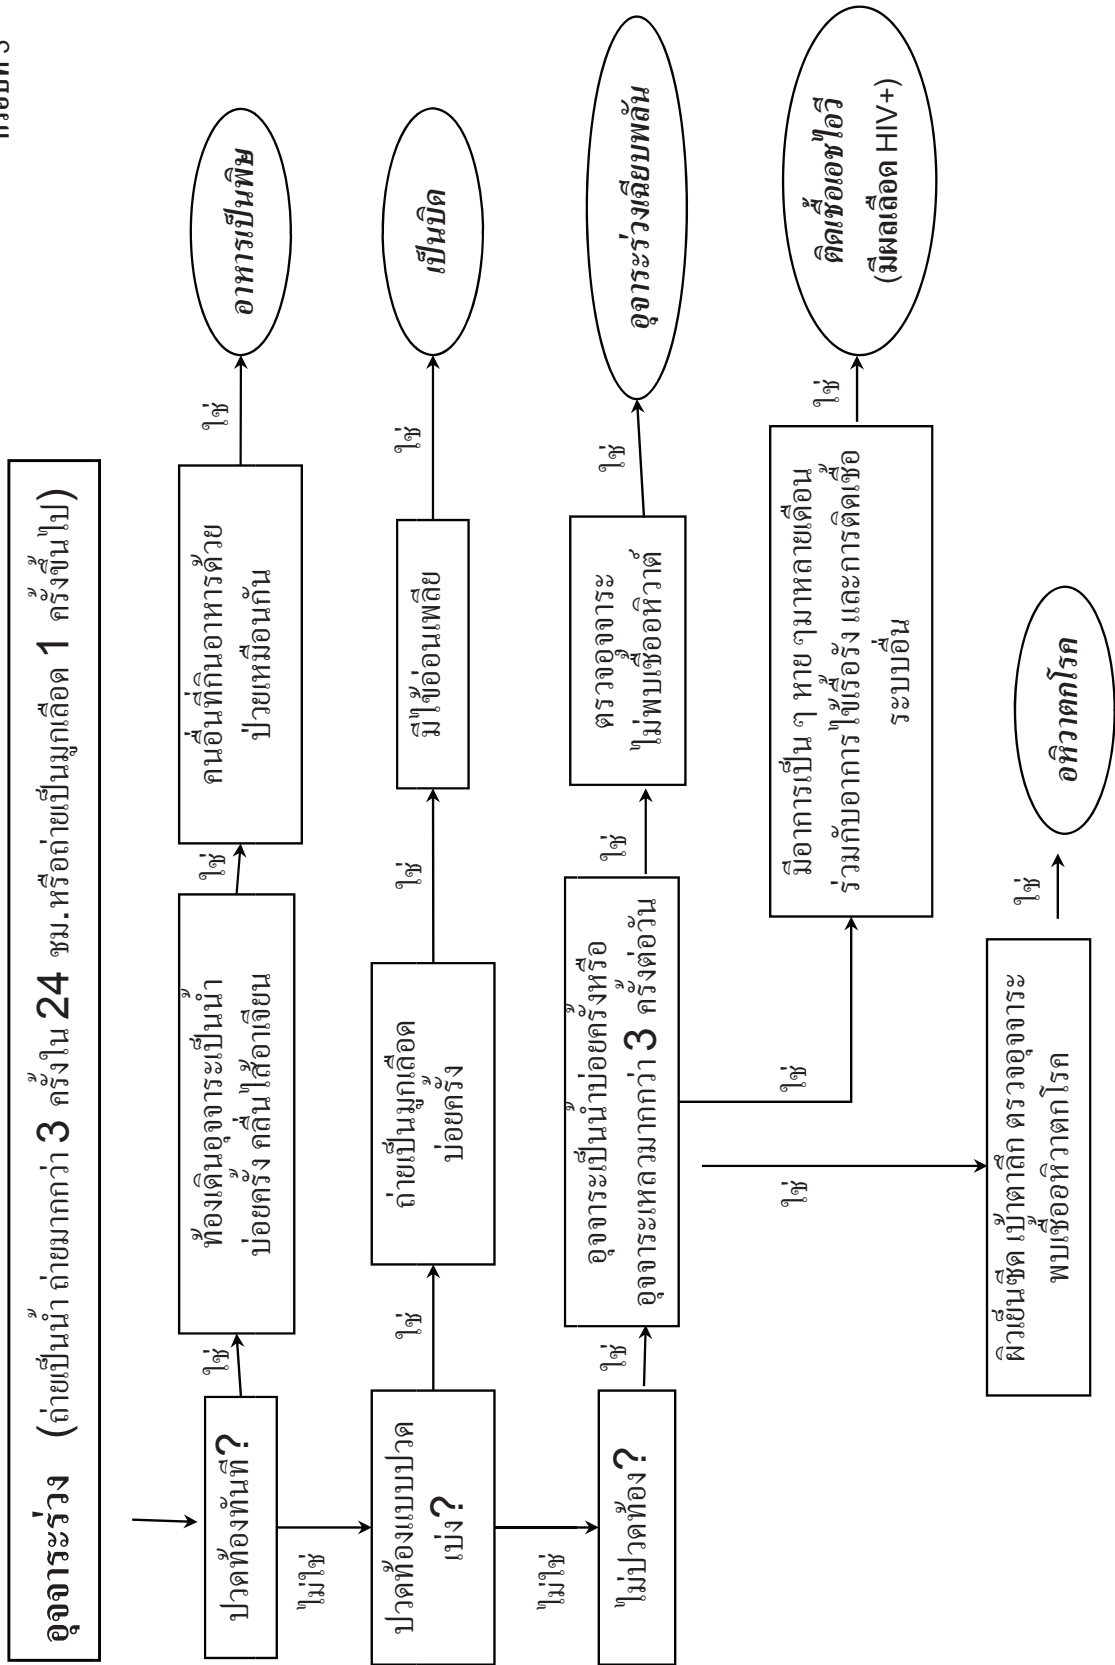 อุจจาระร่วง (ถ่ายเป็นน้ำ ถ่ายมากกว่า 3 ครั้งใน 24 ชม.หรือถ่ายเป็นมูกเลือด 1 ครั้งขึ้นไป)
ปวดท้องทันที?
ใช่
ท้องเดินอุจจาระเป็นน้ำ
บ่อยครั้ง คลื่นไส้อาเจียน
ใช่
คนอื่นที่กินอาหารด้วย
ป่วยเหมือนกัน
ใช่
อาหารเป็นพิษ
ไม่ใช่
ปวดท้องแบบปวด
เบ่ง?
ใช่
ถ่ายเป็นมูกเลือด
บ่อยครั้ง
ใช่
มีไข้อ่อนเพลีย
ใช่
เป็นบิด
ไม่ใช่
ไม่ปวดท้อง?
ใช่
อุจจาระเป็นน้ำบ่อยครั้งหรือ
อุจจาระเหลวมากกว่า 3 ครั้งต่อวัน
ใช่
ตรวจอุจจาระ
ไม่พบเชื้ออหิวาต์
ใช่
อุจาระร่วงเฉียบพลัน
ใช่
มีอาการเป็น ๆ หาย ๆมาหลายเดือน
ร่วมกับอาการ ไข้เรื้อรัง และการติดเชื้อ
ระบบอื่น
ใช่
ติดเชื้อเอชไอวี
(มีผลเลือด HIV+)
ใช่
ผิวเย็นซีด เบ้าตาลึก ตรวจอุจจาระ
พบเชื้ออหิวาตกโรค
ใช่
อหิวาตกโรค